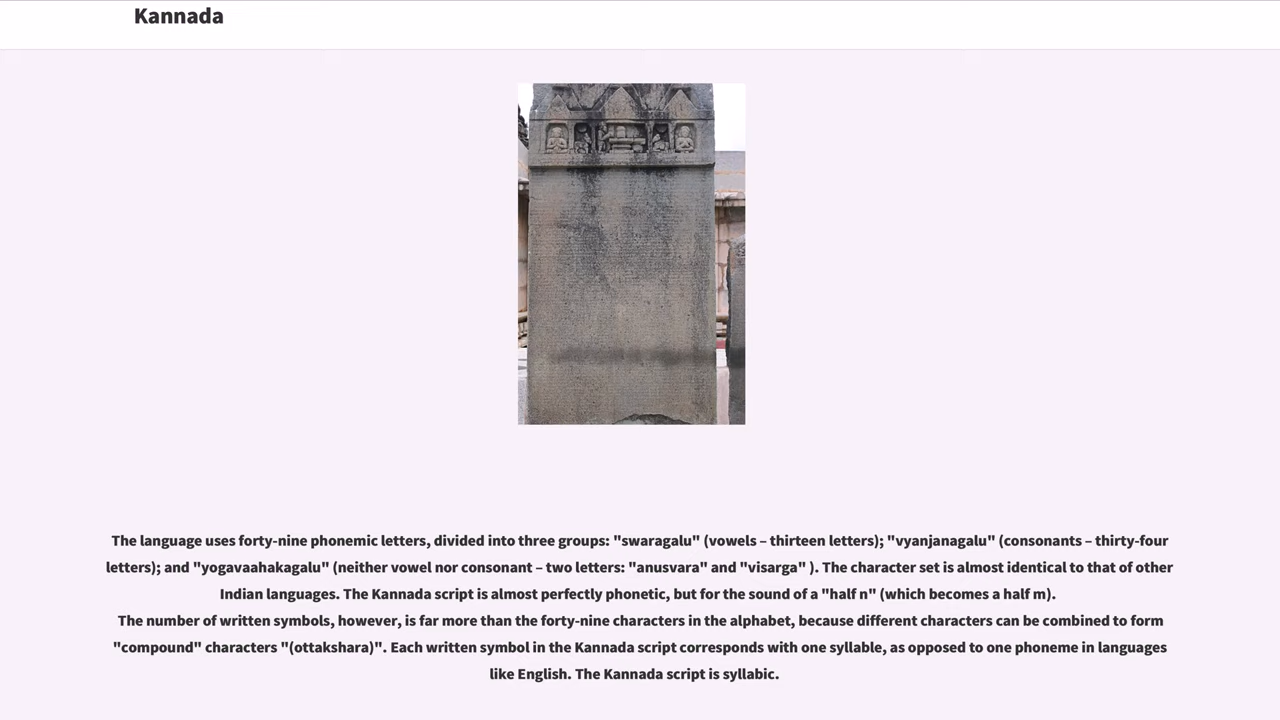 Kannada
The language uses forty-nine phonemic letters, divided into three groups: "swaragalu" (vowels – thirteen letters); "vyanjanagalu" (consonants – thirty-four
letters); and "yogavaahakagalu" (neither vowel nor consonant – two letters: "anusvara" and "visarga" ). The character set is almost identical to that of other
Indian languages. The Kannada script is almost perfectly phonetic, but for the sound of a "half n" (which becomes a half m).
The number of written symbols, however, is far more than the forty-nine characters in the alphabet, because different characters can be combined to form
"compound" characters "(ottakshara)". Each written symbol in the Kannada script corresponds with one syllable, as opposed to one phoneme in languages
like English. The Kannada script is syllabic.